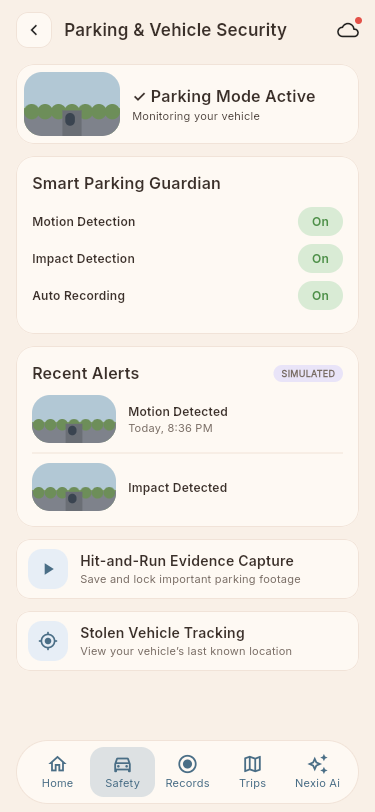 Parking & Vehicle Security
✓ Parking Mode Active
Monitoring your vehicle
Smart Parking Guardian
Motion Detection On
Impact Detection On
Auto Recording On
Recent Alerts SIMULATED
Motion Detected
Today, 8:36 PM
Impact Detected
Hit-and-Run Evidence Capture
Save and lock important parking footage
Stolen Vehicle Tracking
View your vehicle’s last known location
Home Safety Records Trips Nexio Ai